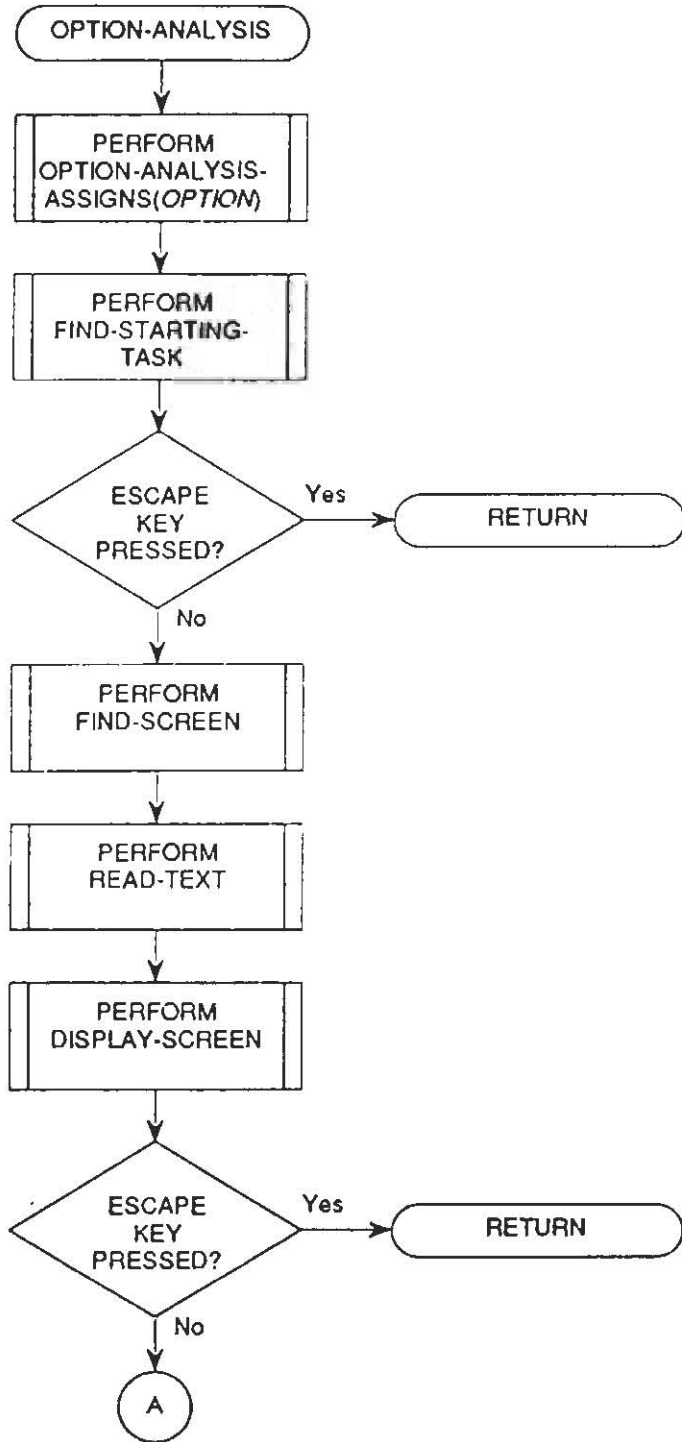 OPTION-ANALYSIS
PERFORM
OPTION-ANALYSIS-
ASSIGNS(OPTION)
PERFORM
FIND-STARTING-
TASK
ESCAPE
KEY
PRESSED?
Yes
RETURN
No
PERFORM
FIND-SCREEN
PERFORM
READ-TEXT
PERFORM
DISPLAY-SCREEN
ESCAPE
KEY
PRESSED?
Yes
RETURN
No
A